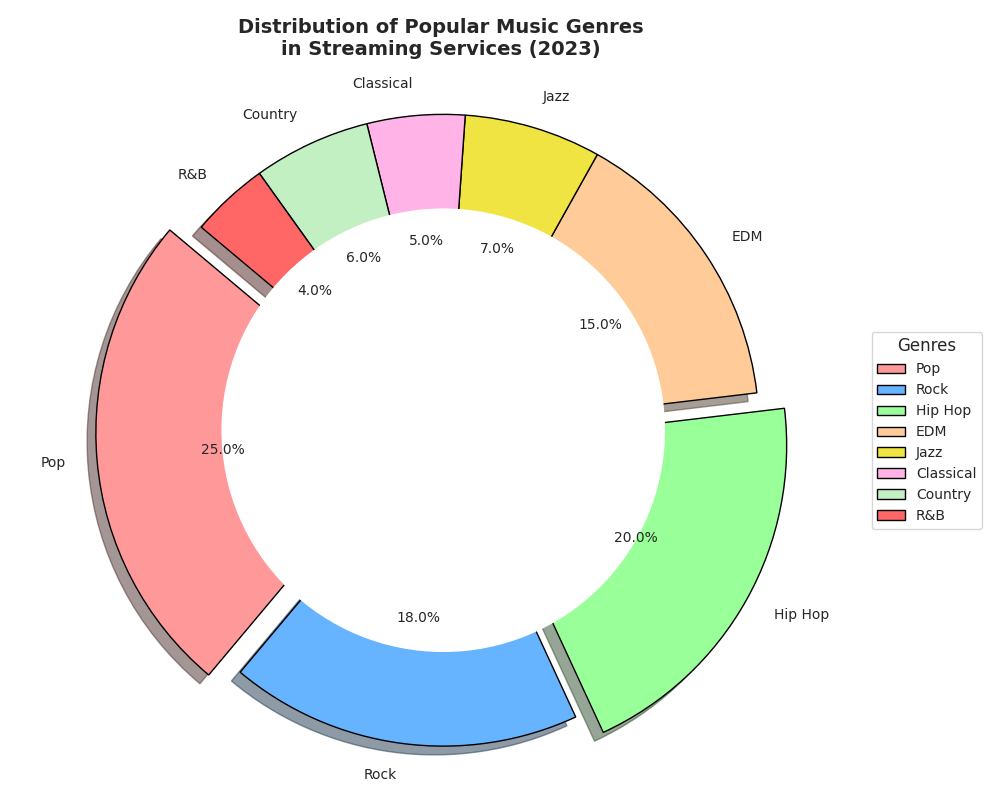 Distribution of Popular Music Genres
in Streaming Services (2023)
Classical
Jazz
Country
R&B
EDM
5.0%
7.0%
6.0%
4.0%
15.0%
25.0%
Pop
20.0%
18.0%
Hip Hop
Rock
Genres
Pop
Rock
Hip Hop
EDM
Jazz
Classical
Country
R&B